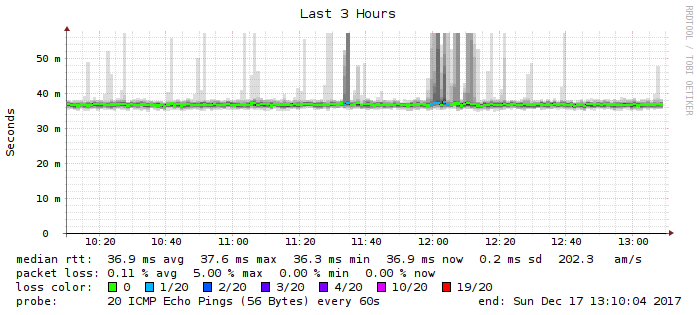 Last 3 Hours
RRDTOOL / TOBI OETIKER
Seconds
50 m
40 m
30 m
20 m
10 m
0
10:20 10:40 11:00 11:20 11:40 12:00 12:20 12:40 13:00
median rtt: 36.9 ms avg 37.6 ms max 36.3 ms min 36.9 ms now 0.2 ms sd 202.3 am/s
packet loss: 0.11 % avg 5.00 % max 0.00 % min 0.00 % now
loss color: 0 1/20 2/20 3/20 4/20 10/20 19/20
probe: 20 ICMP Echo Pings (56 Bytes) every 60s end: Sun Dec 17 13:10:04 2017